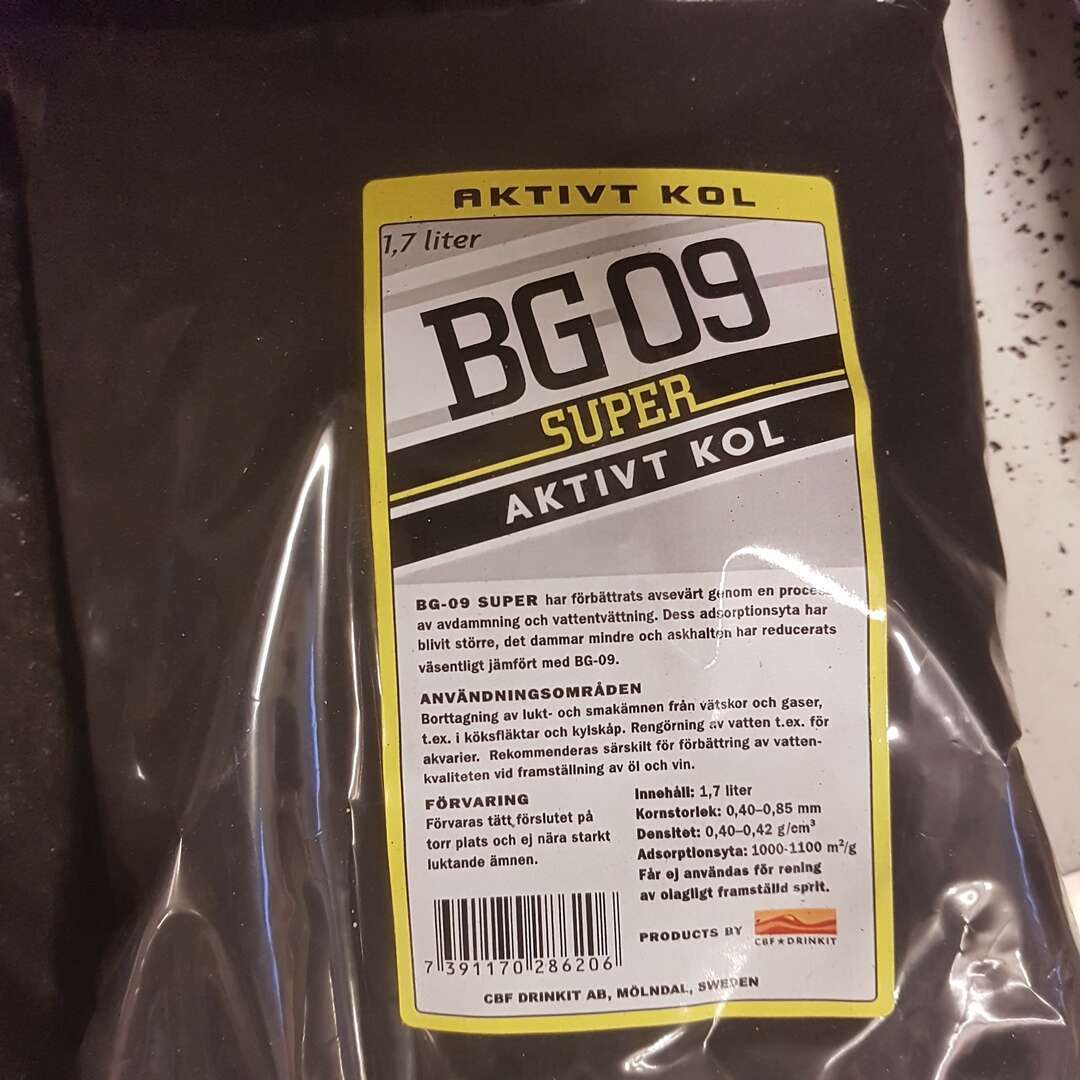 AKTIVT KOL
1,7 liter
BG 09
SUPER
AKTIVT KOL
BG-09 SUPER har förbättrats avsevärt genom en
av avdammning och vattentvättning. Dess adsorptionsyta har
blivit större, det dammar mindre och askhalten har reducerats
väsentligt jämfört med BG-09.
ANVÄNDNINGSOMRÅDEN
Borttagning av lukt- och smakämnen från vätskor och gaser,
t.ex. i köksfläktar och kylskåp. Rengörning av vatten t.ex. för
akvarier. Rekommenderas särskilt för förbättring av vatten-
kvaliteten vid framställning av öl och vin.
FÖRVARING
Förvaras tätt förslutet på
torr plats och ej nära starkt
luktande ämnen.
Innehåll: 1,7 liter
Kornstorlek: 0,40–0,85 mm
Densitet: 0,40–0,42 g/cm³
Adsorptionsyta: 1000-1100 m²/g
Får ej användas för rening
av olagligt framställd sprit.
PRODUCTS BY
CBF★DRINKIT
7 391170 286206
CBF DRINKIT AB, MÖLNDAL, SWEDEN